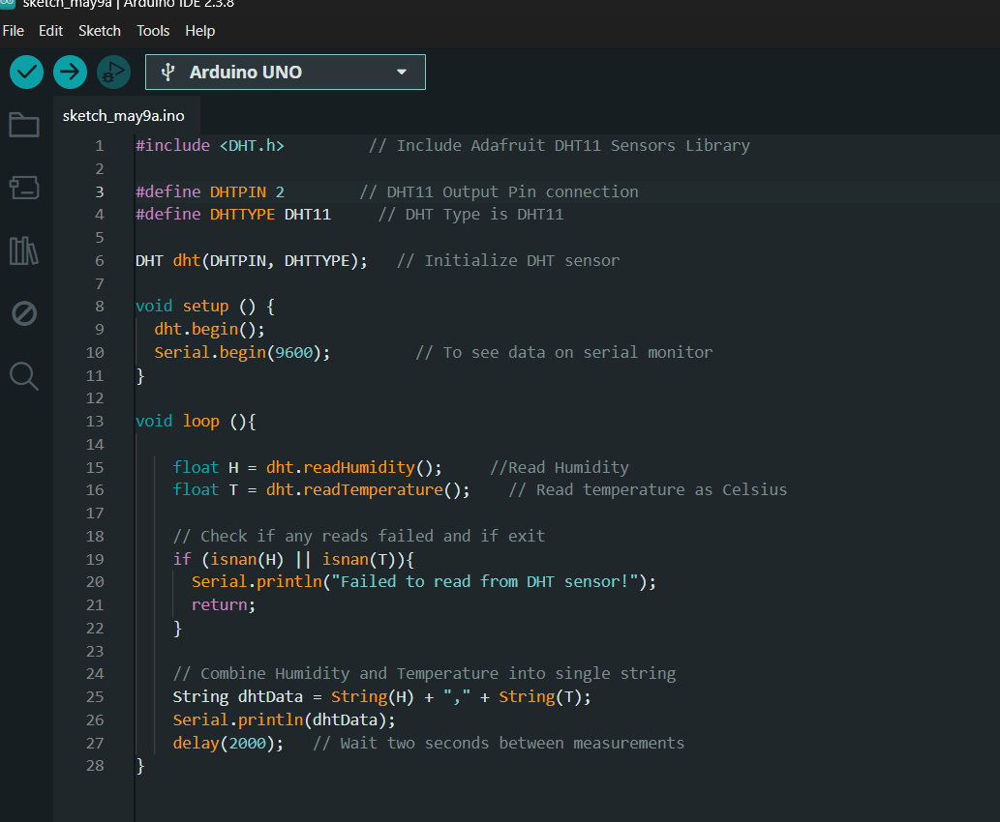 sketch_may9a | Arduino IDE 2.3.8
File Edit Sketch Tools Help
Arduino UNO
sketch_may9a.ino
1 #include <DHT.h> // Include Adafruit DHT11 Sensors Library
2
3 #define DHTPIN 2 // DHT11 Output Pin connection
4 #define DHTTYPE DHT11 // DHT Type is DHT11
5
6 DHT dht(DHTPIN, DHTTYPE); // Initialize DHT sensor
7
8 void setup () {
9 dht.begin();
10 Serial.begin(9600); // To see data on serial monitor
11 }
12
13 void loop (){
14
15 float H = dht.readHumidity(); //Read Humidity
16 float T = dht.readTemperature(); // Read temperature as Celsius
17
18 // Check if any reads failed and if exit
19 if (isnan(H) || isnan(T)){
20 Serial.println("Failed to read from DHT sensor!");
21 return;
22 }
23
24 // Combine Humidity and Temperature into single string
25 String dhtData = String(H) + "," + String(T);
26 Serial.println(dhtData);
27 delay(2000); // Wait two seconds between measurements
28 }